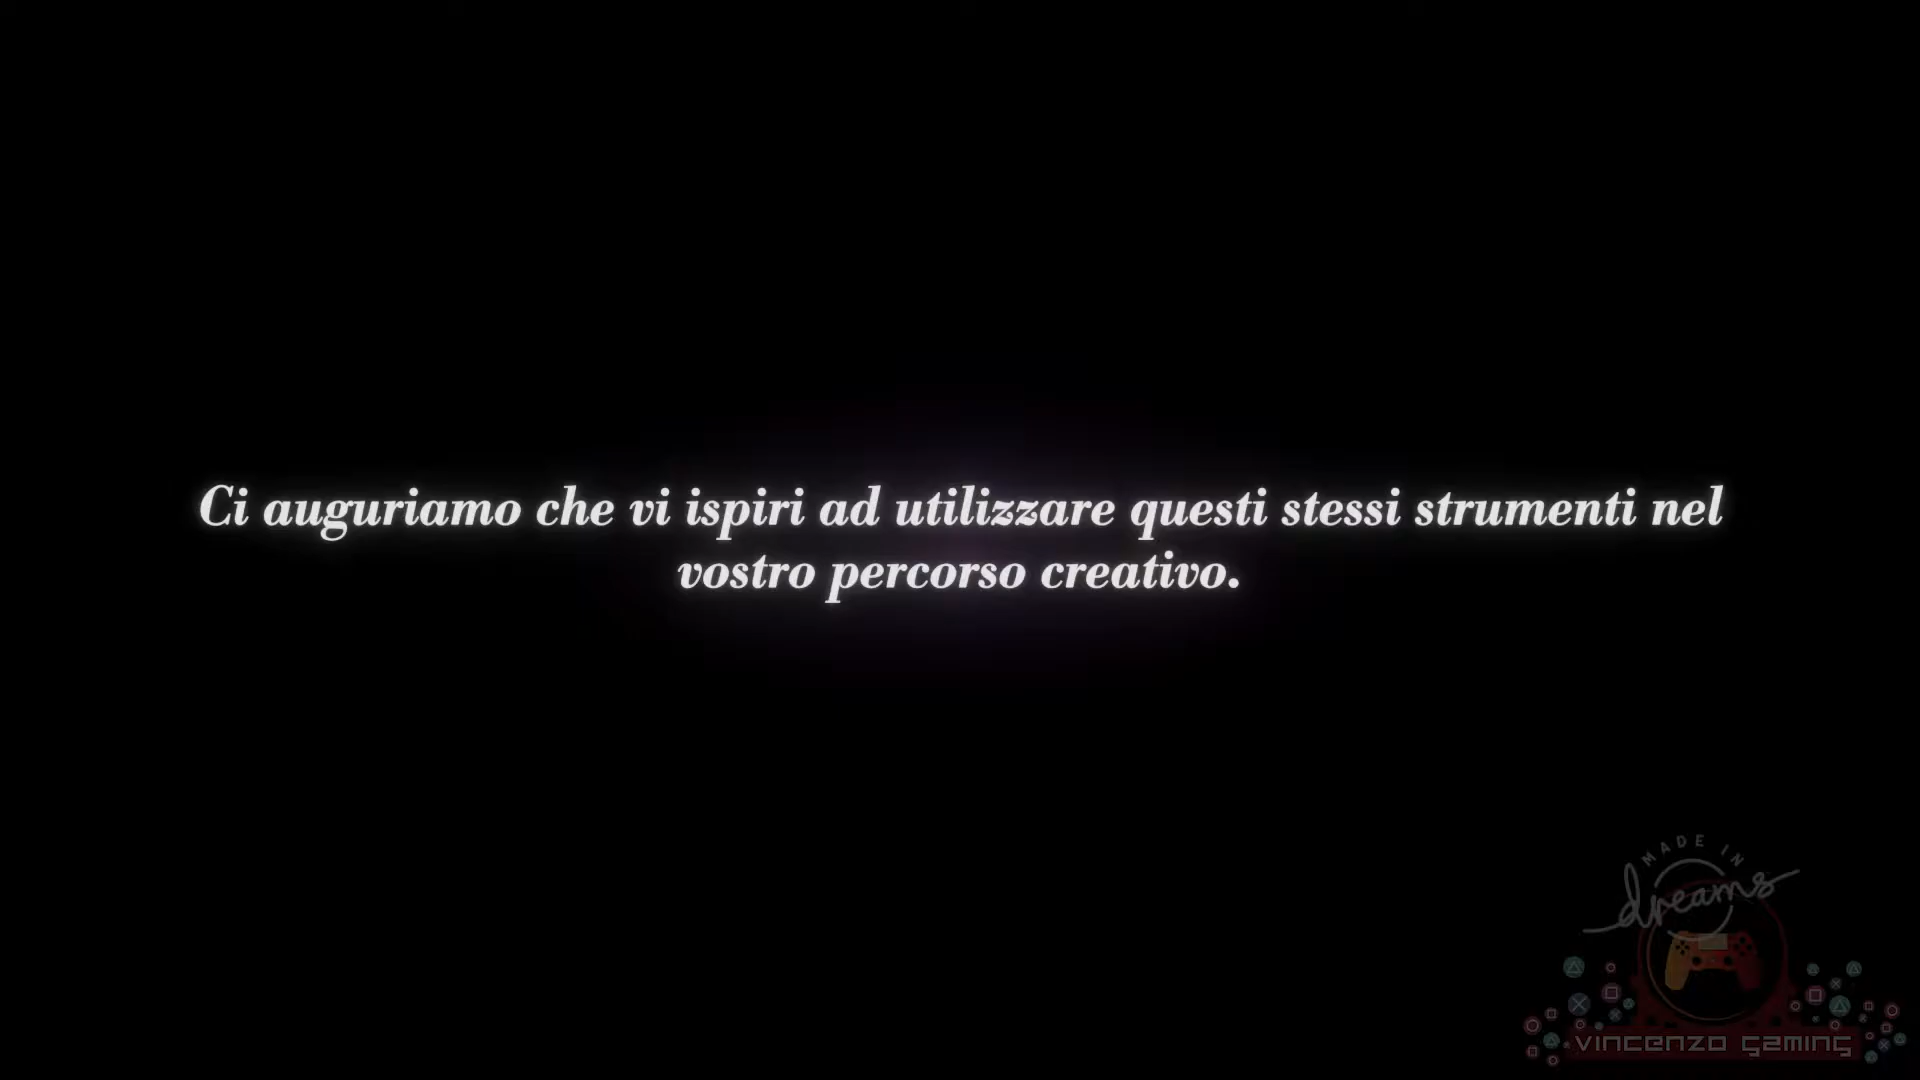 Ci auguriamo che vi ispiri ad utilizzare questi stessi strumenti nel
vostro percorso creativo.
MADE IN
dreams
VINCENZO GAMING